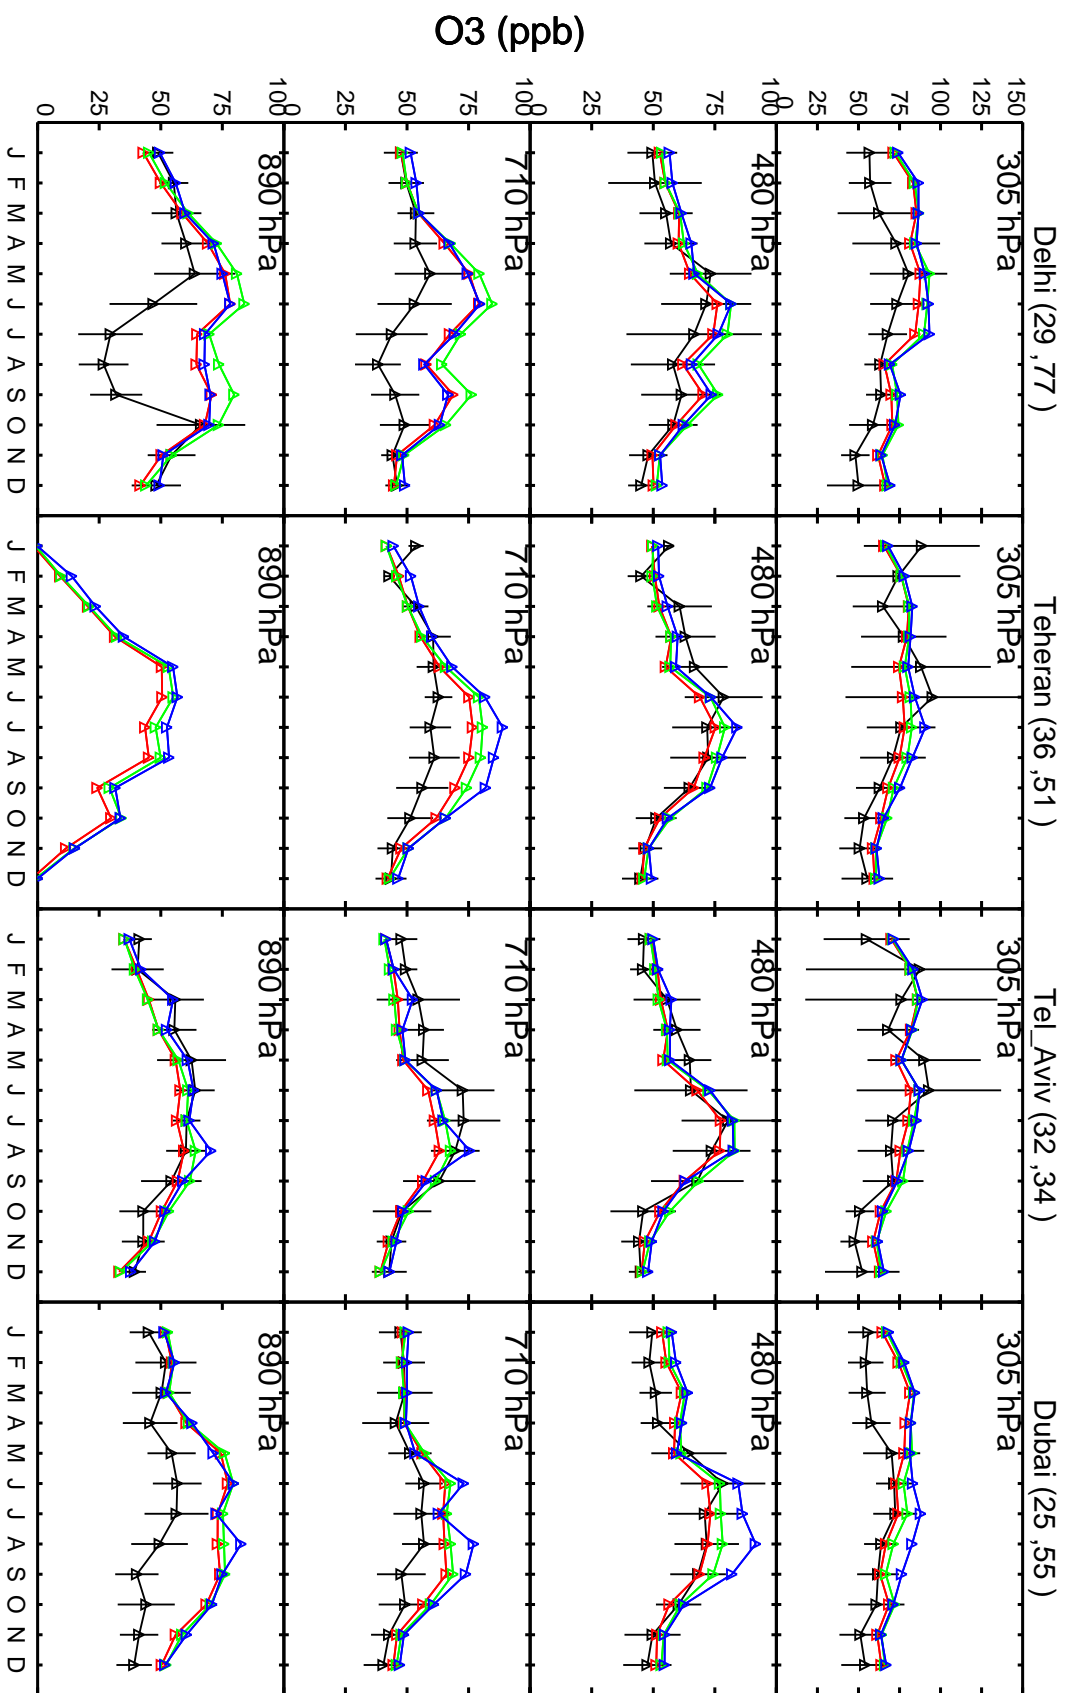 O3 (ppb)
Delhi (29 ,77 )
Teheran (36 ,51 )
Tel_Aviv (32 ,34 )
Dubai (25 ,55 )
150
125
100
75
50
25
0
305 hPa
305 hPa
305 hPa
305 hPa
100
75
50
25
0
480 hPa
480 hPa
480 hPa
480 hPa
100
75
50
25
0
710 hPa
710 hPa
710 hPa
710 hPa
100
75
50
25
0
890 hPa
890 hPa
890 hPa
890 hPa
J F M A M J J A S O N D
J F M A M J J A S O N D
J F M A M J J A S O N D
J F M A M J J A S O N D